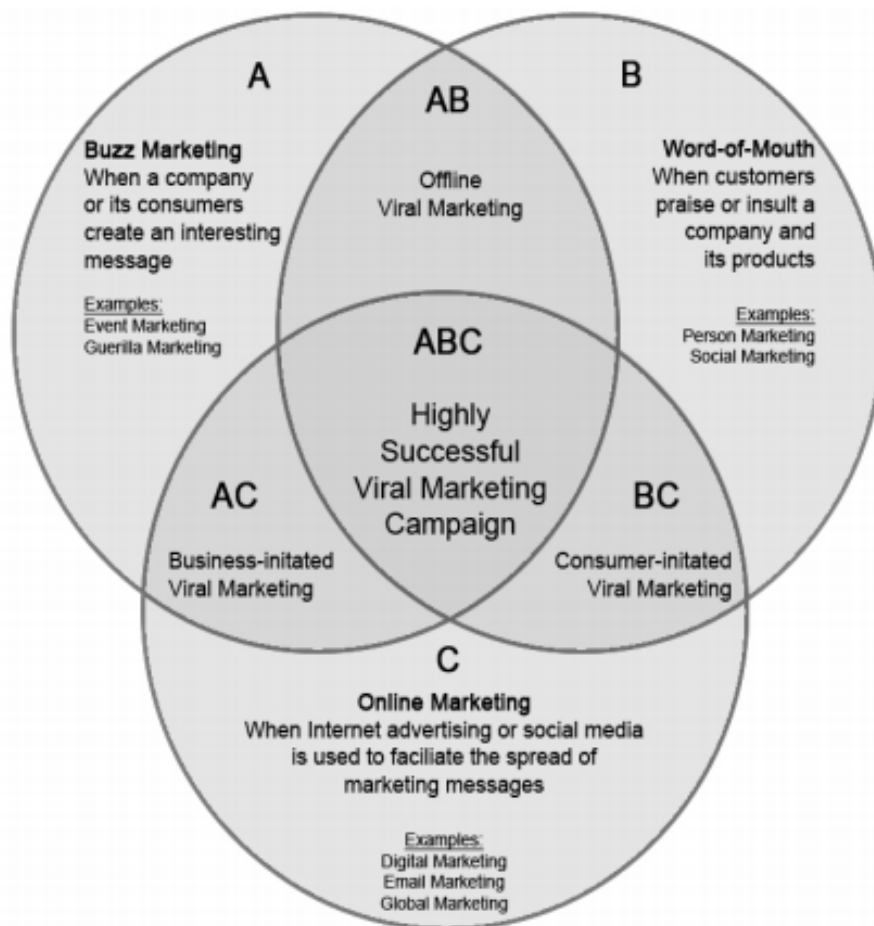 A
Buzz Marketing
When a company
or its consumers
create an interesting
message
Examples:
Event Marketing
Guerilla Marketing
AB
Offline
Viral Marketing
B
Word-of-Mouth
When customers
praise or insult a
company and
its products
Examples:
Person Marketing
Social Marketing
ABC
Highly
Successful
Viral Marketing
Campaign
AC
Business-initated
Viral Marketing
BC
Consumer-initated
Viral Marketing
C
Online Marketing
When Internet advertising or social media
is used to faciliate the spread of
marketing messages
Examples:
Digital Marketing
Email Marketing
Global Marketing